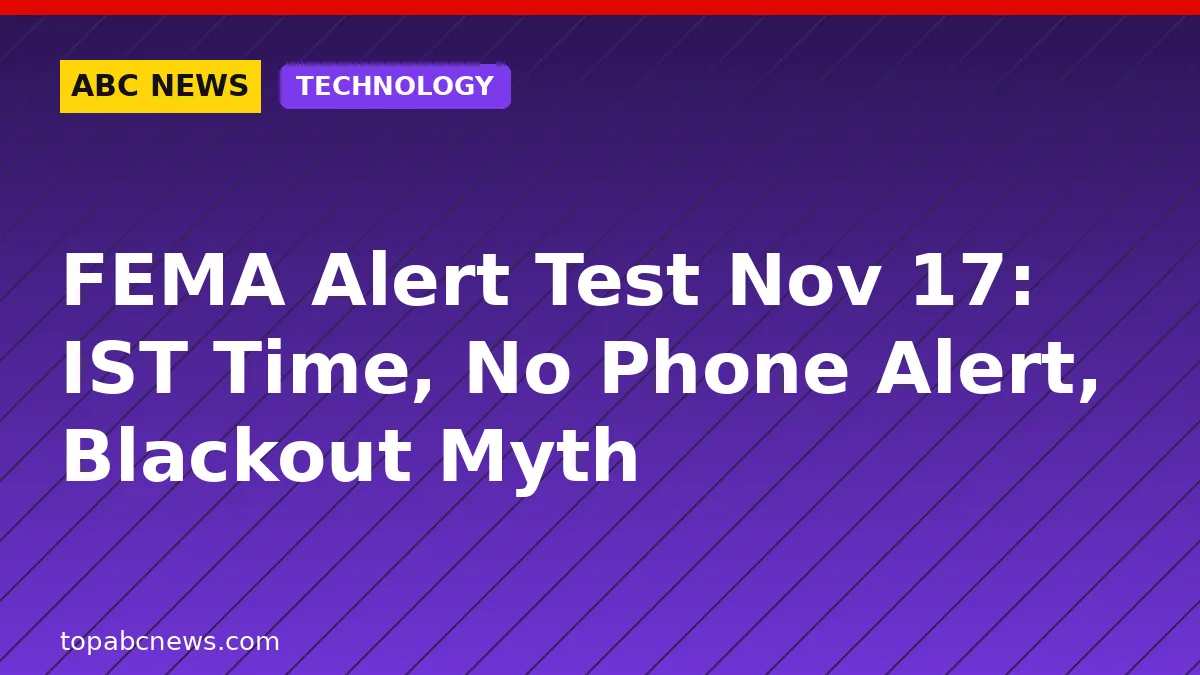 ABC NEWS
TECHNOLOGY
FEMA Alert Test Nov 17:
IST Time, No Phone Alert,
Blackout Myth
topabcnews.com